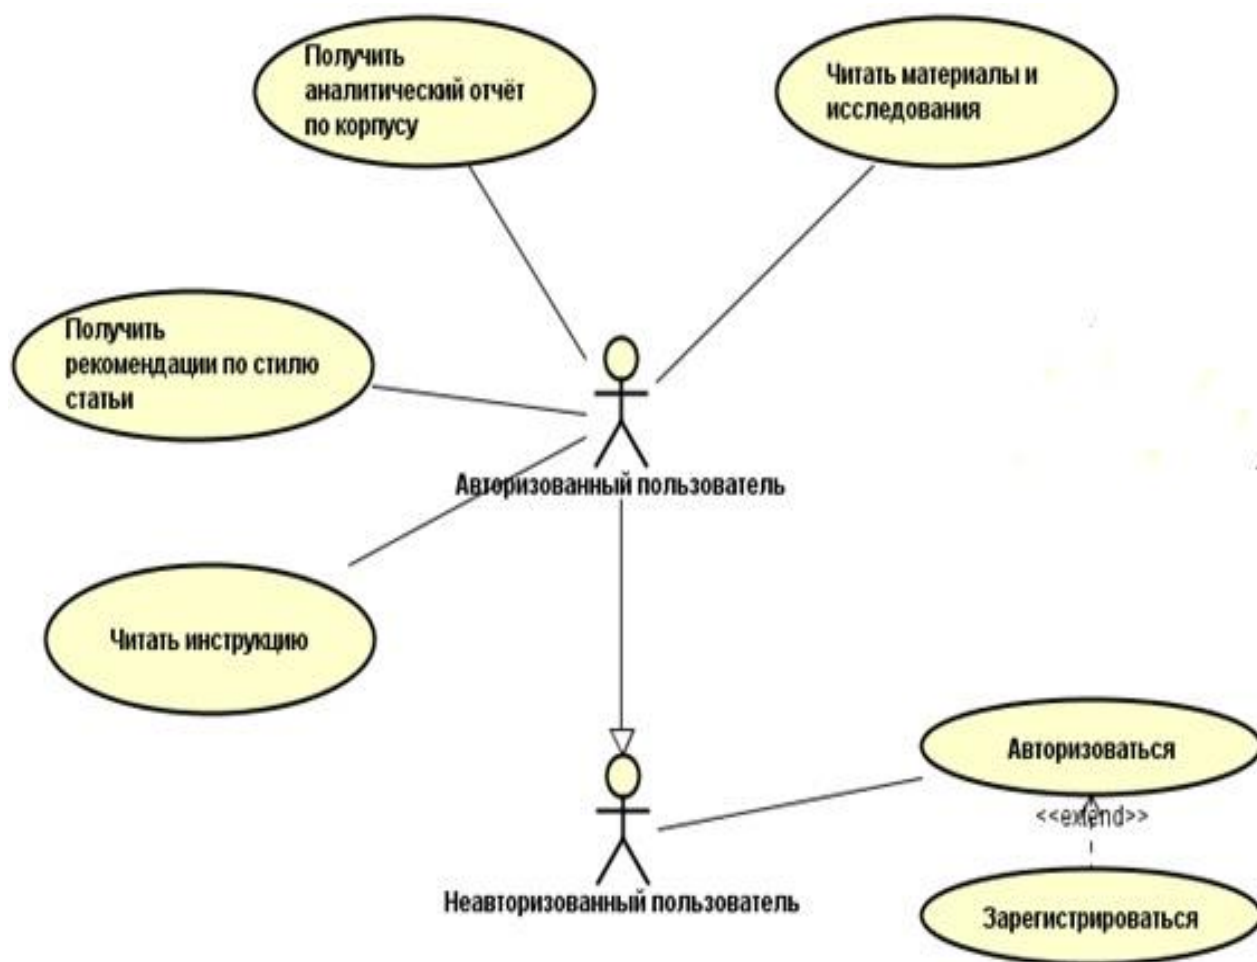 Получить
аналитический отчёт
по корпусу
Читать материалы и
исследования
Получить
рекомендации по стилю
статьи
Авторизованный пользователь
Читать инструкцию
Авторизоваться
<<extend>>
Неавторизованный пользователь
Зарегистрироваться